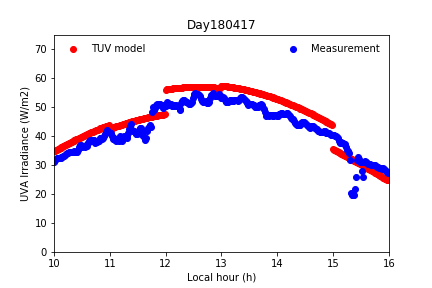 Day180417
TUV model
Measurement
UVA Irradiance (W/m2)
70
60
50
40
30
20
10
0
10 11 12 13 14 15 16
Local hour (h)